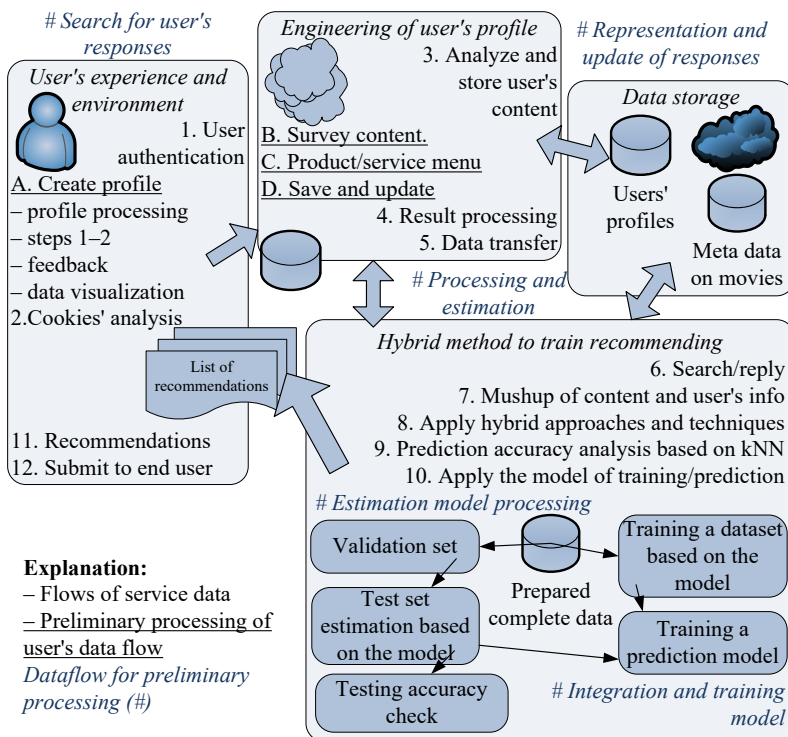 # Search for user's
responses
User's experience and
environment
1. User
authentication
A. Create profile
– profile processing
– steps 1–2
– feedback
– data visualization
2.Cookies' analysis
List of
recommendations
11. Recommendations
12. Submit to end user
Engineering of user's profile
3. Analyze and
store user's
content
B. Survey content.
C. Product/service menu
D. Save and update
4. Result processing
5. Data transfer
# Representation and
update of responses
Data storage
Users'
profiles
Meta data
on movies
# Processing and
estimation
Hybrid method to train recommending
6. Search/reply
7. Mushup of content and user's info
8. Apply hybrid approaches and techniques
9. Prediction accuracy analysis based on kNN
10. Apply the model of training/prediction
# Estimation model processing
Validation set
Prepared
complete data
Training a dataset
based on the
model
Test set
estimation based
on the model
Training a
prediction model
Testing accuracy
check
# Integration and training
model
Explanation:
– Flows of service data
– Preliminary processing of
user's data flow
Dataflow for preliminary
processing (#)